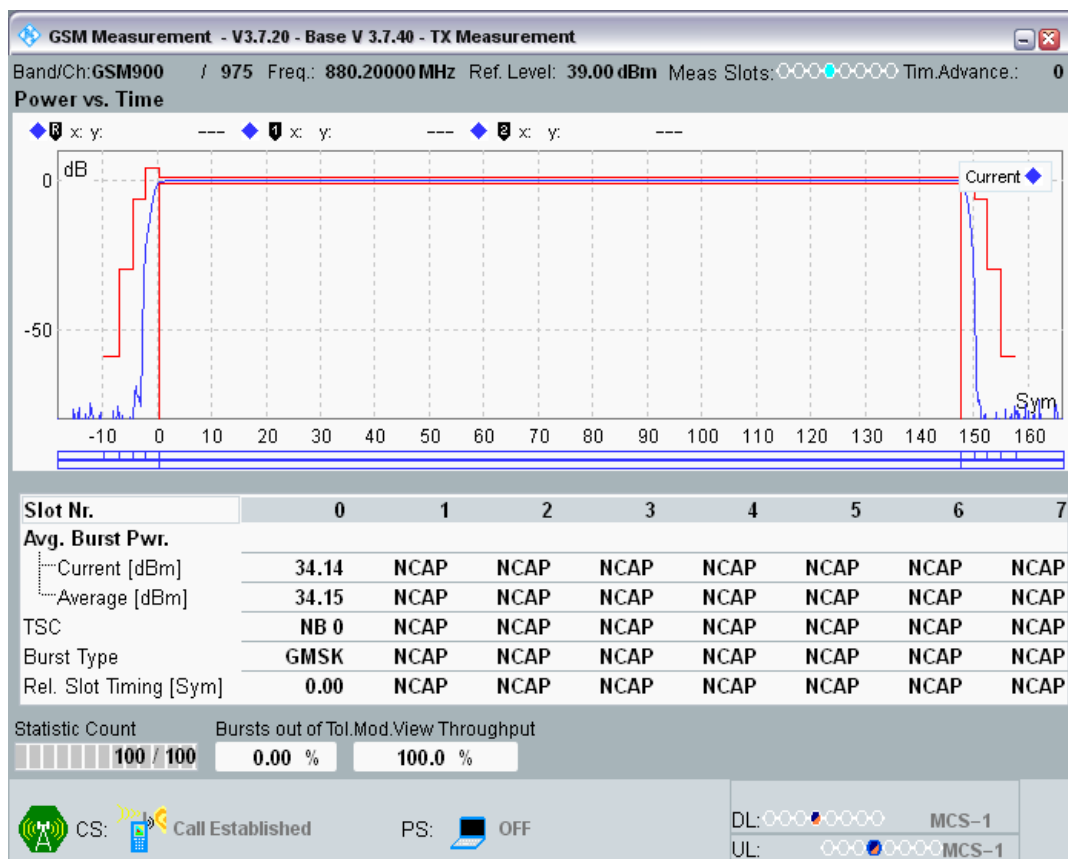 GSM Measurement - V3.7.20 - Base V 3.7.40 - TX Measurement
Band/Ch:GSM900 / 975 Freq.: 880.20000 MHz Ref. Level: 39.00 dBm Meas Slots: Tim.Advance.: 0
Power vs. Time
R x: y: --- 1 x: y: --- 2 x: y: ---
dB
Current
0
-50
Sym
-10 0 10 20 30 40 50 60 70 80 90 100 110 120 130 140 150 160
Slot Nr. 0 1 2 3 4 5 6 7
Avg. Burst Pwr.
Current [dBm] 34.14 NCAP NCAP NCAP NCAP NCAP NCAP NCAP
Average [dBm] 34.15 NCAP NCAP NCAP NCAP NCAP NCAP NCAP
TSC NB 0 NCAP NCAP NCAP NCAP NCAP NCAP NCAP
Burst Type GMSK NCAP NCAP NCAP NCAP NCAP NCAP NCAP
Rel. Slot Timing [Sym] 0.00 NCAP NCAP NCAP NCAP NCAP NCAP NCAP
Statistic Count Bursts out of Tol.Mod.View Throughput
100 / 100 0.00 % 100.0 %
CS: Call Established PS: OFF
DL: MCS-1
UL: MCS-1